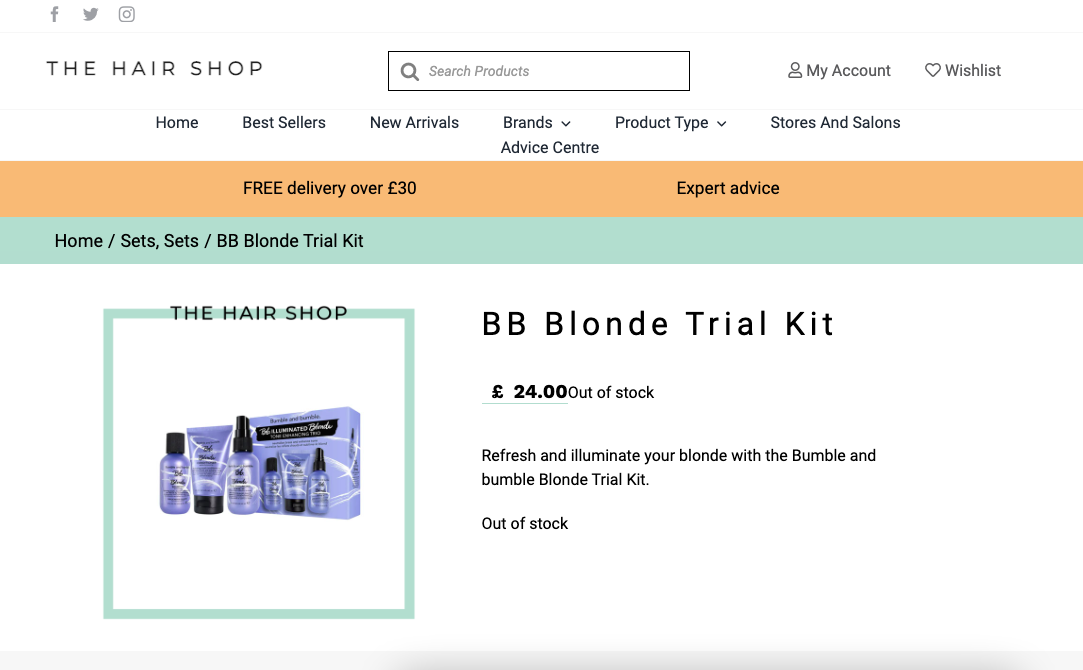 THE HAIR SHOP
Search Products
My Account
Wishlist
Home
Best Sellers
New Arrivals
Brands
Product Type
Stores And Salons
Advice Centre
FREE delivery over £30
Expert advice
Home / Sets, Sets / BB Blonde Trial Kit
THE HAIR SHOP
Bumble and bumble.
Bb. ILLUMINATED Blonde
TONE ENHANCING TRIO
BB Blonde Trial Kit
£ 24.00Out of stock
Refresh and illuminate your blonde with the Bumble and
bumble Blonde Trial Kit.
Out of stock